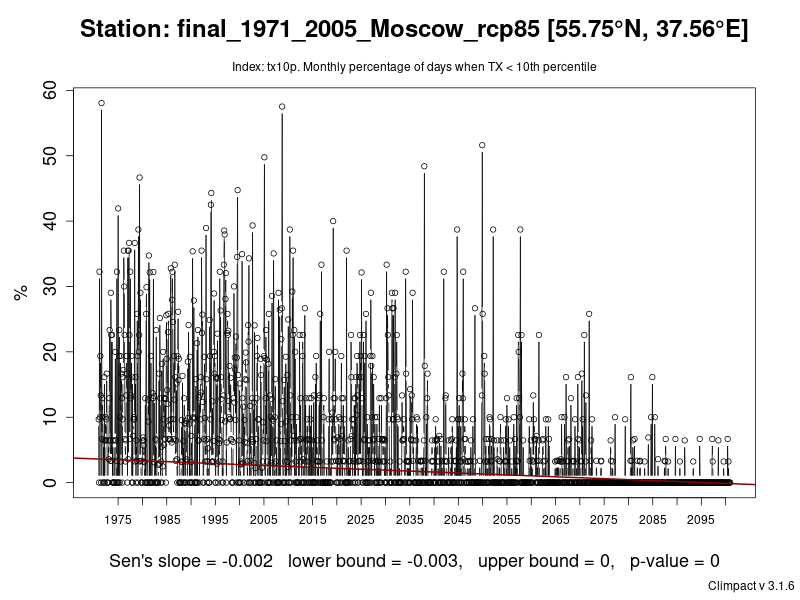 Station: final_1971_2005_Moscow_rcp85 [55.75°N, 37.56°E]
Index: tx10p. Monthly percentage of days when TX < 10th percentile
60
50
40
30
20
10
0
%
1975 1985 1995 2005 2015 2025 2035 2045 2055 2065 2075 2085 2095
Sen's slope = -0.002 lower bound = -0.003, upper bound = 0, p-value = 0
Climpact v 3.1.6